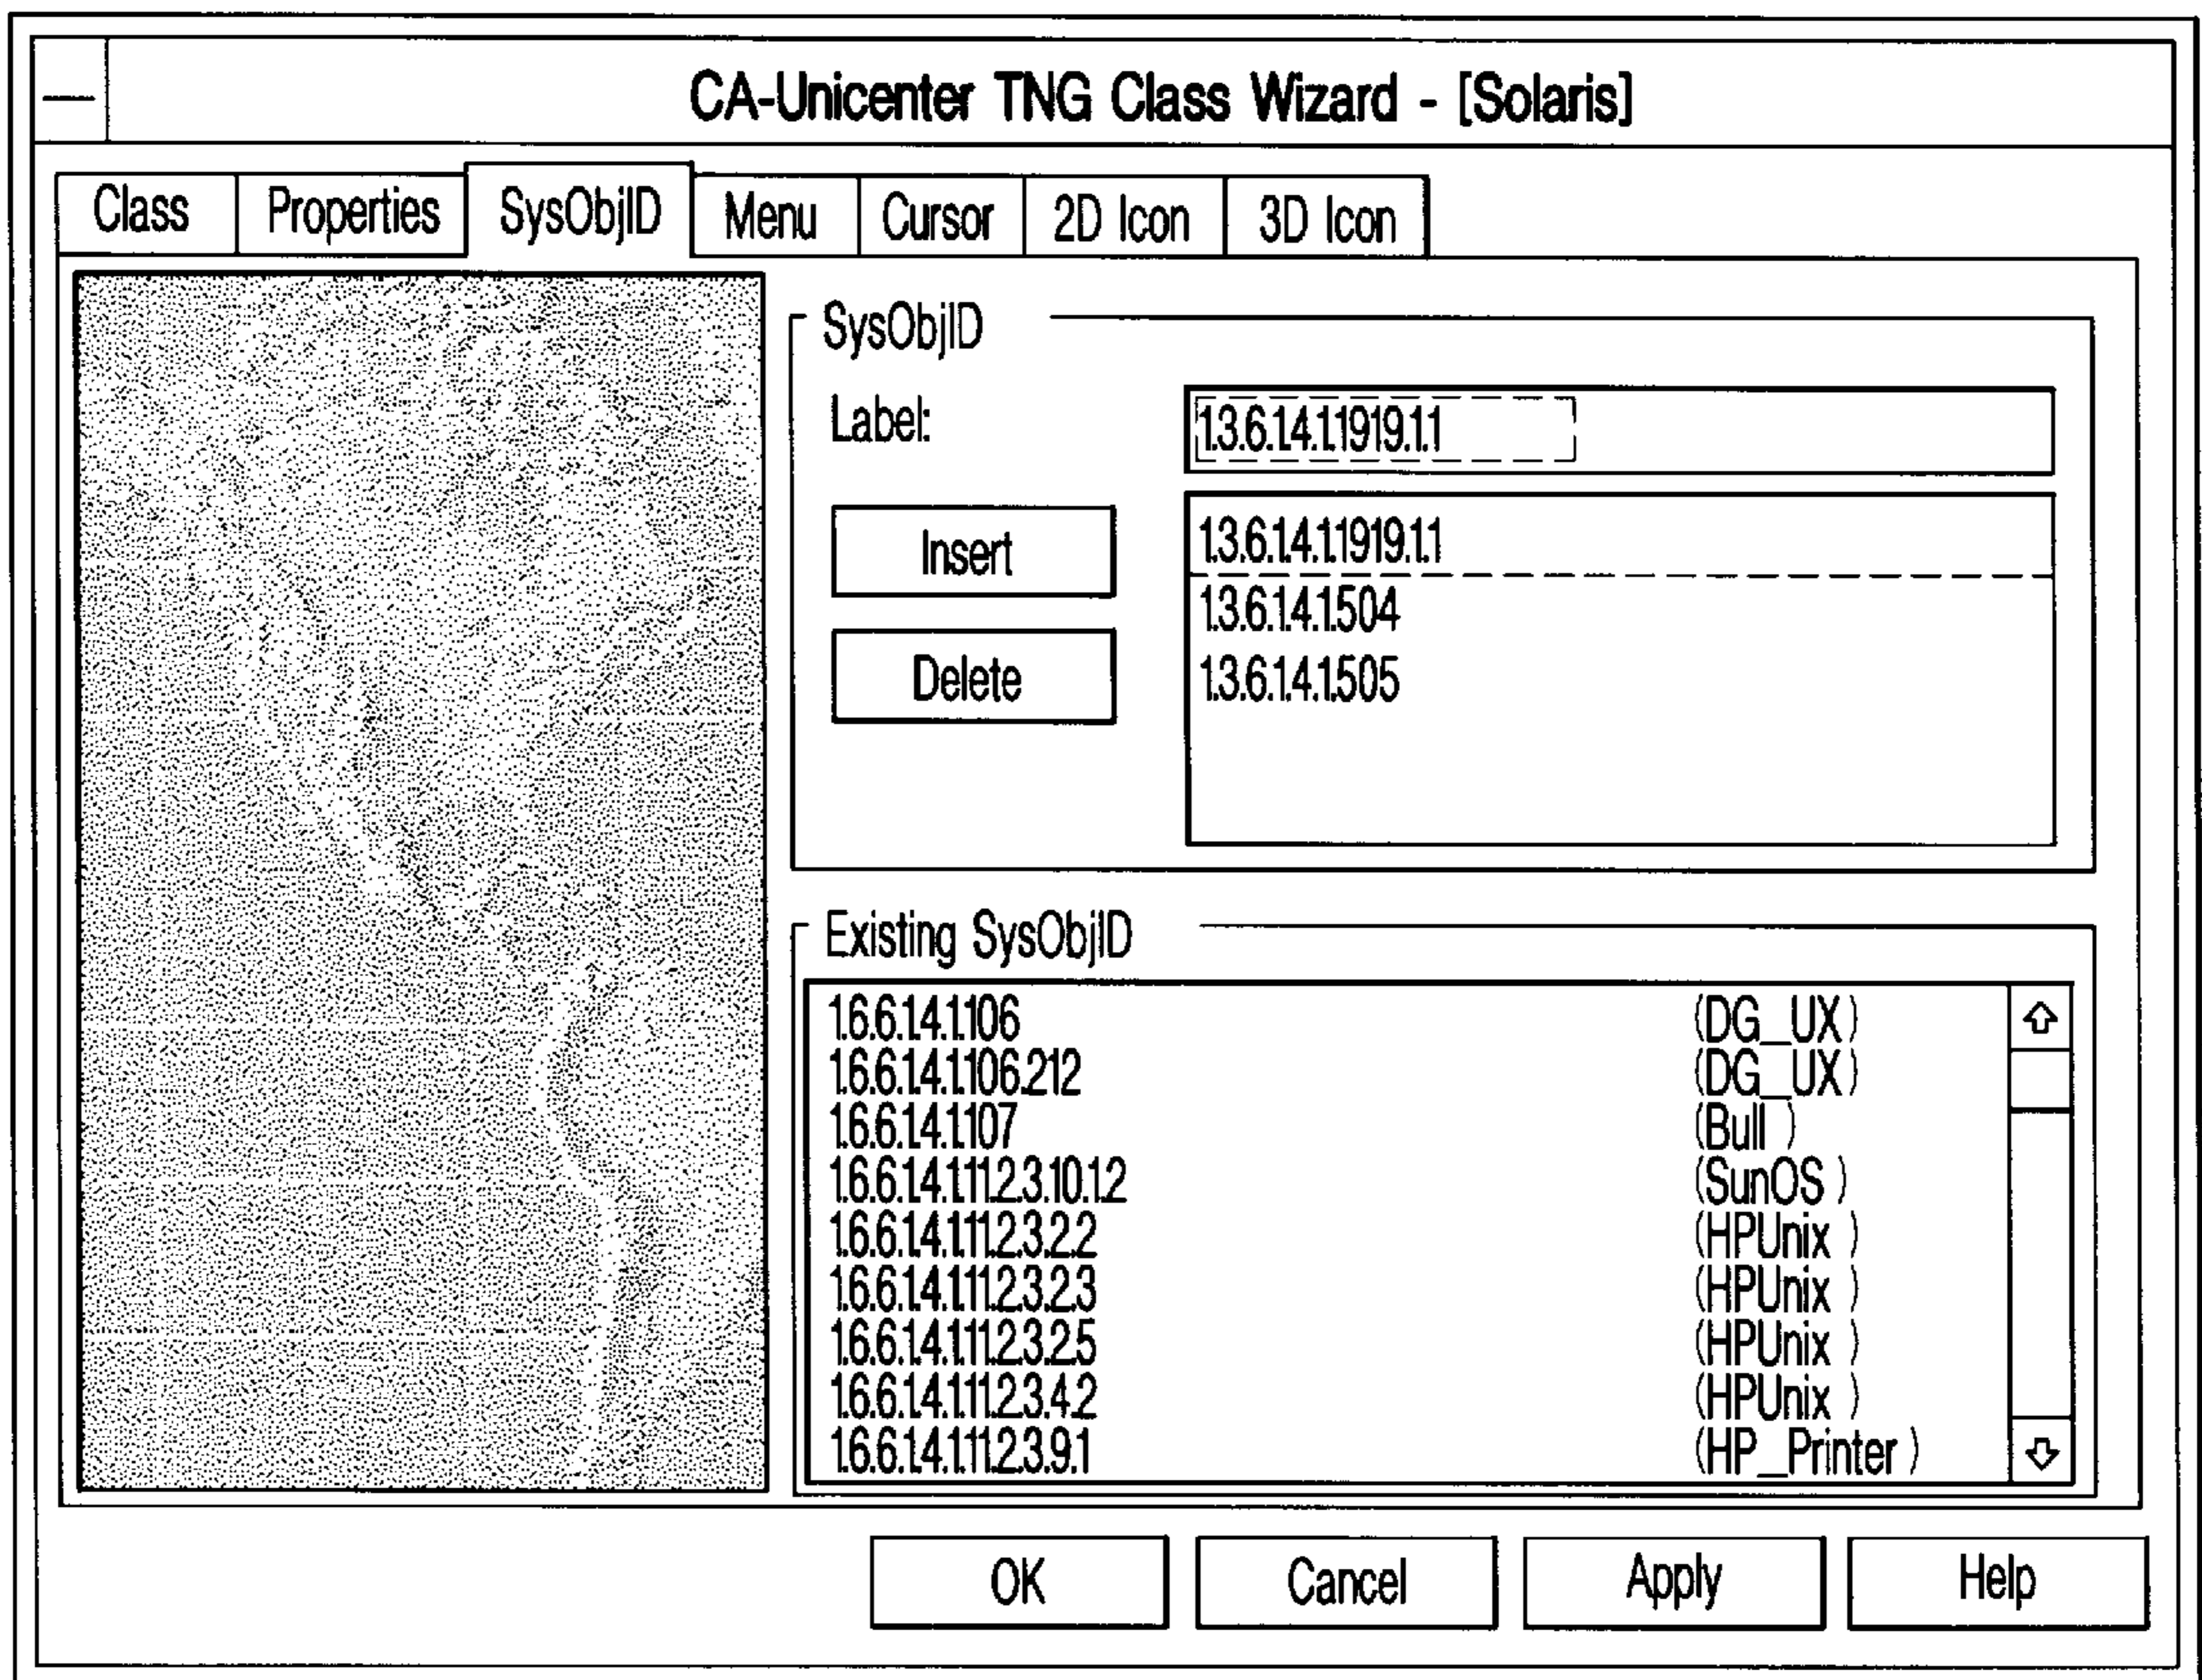 CA-Unicenter TNG Class Wizard - [Solaris]
Class Properties SysObjID Menu Cursor 2D Icon 3D Icon
SysObjID
Label: 1.3.6.1.4.1.1919.1.1
Insert
Delete
1.3.6.1.4.1.1919.1.1
1.3.6.1.4.1.504
1.3.6.1.4.1.505
Existing SysObjID
1.6.6.1.4.1.106 (DG_UX)
1.6.6.1.4.1.106.212 (DG_UX)
1.6.6.1.4.1.107 (Bull )
1.6.6.1.4.1.11.2.3.10.1.2 (SunOS )
1.6.6.1.4.1.11.2.3.2.2 (HPUnix )
1.6.6.1.4.1.11.2.3.2.3 (HPUnix )
1.6.6.1.4.1.11.2.3.2.5 (HPUnix )
1.6.6.1.4.1.11.2.3.4.2 (HPUnix )
1.6.6.1.4.1.11.2.3.9.1 (HP_Printer )
OK Cancel Apply Help